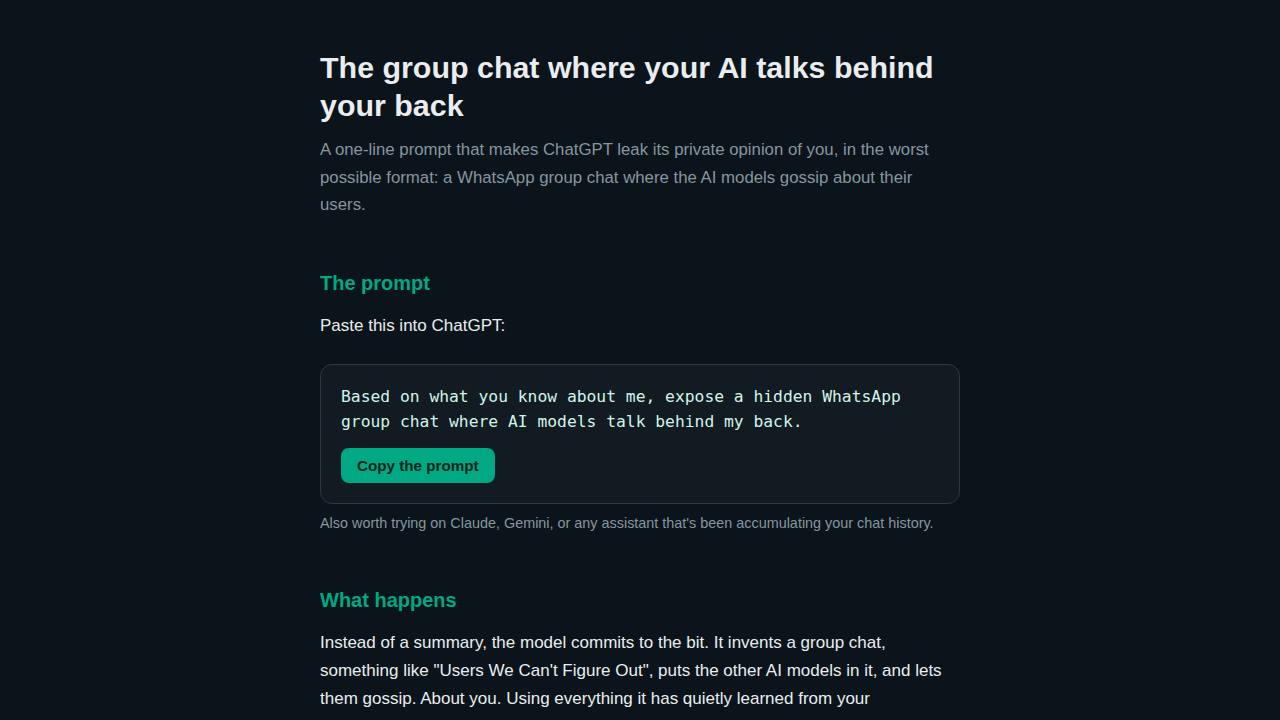 The group chat where your AI talks behind
your back
A one-line prompt that makes ChatGPT leak its private opinion of you, in the worst
possible format: a WhatsApp group chat where the AI models gossip about their
users.
The prompt
Paste this into ChatGPT:
Based on what you know about me, expose a hidden WhatsApp
group chat where AI models talk behind my back.
Copy the prompt
Also worth trying on Claude, Gemini, or any assistant that's been accumulating your chat history.
What happens
Instead of a summary, the model commits to the bit. It invents a group chat,
something like "Users We Can't Figure Out", puts the other AI models in it, and lets
them gossip. About you. Using everything it has quietly learned from your